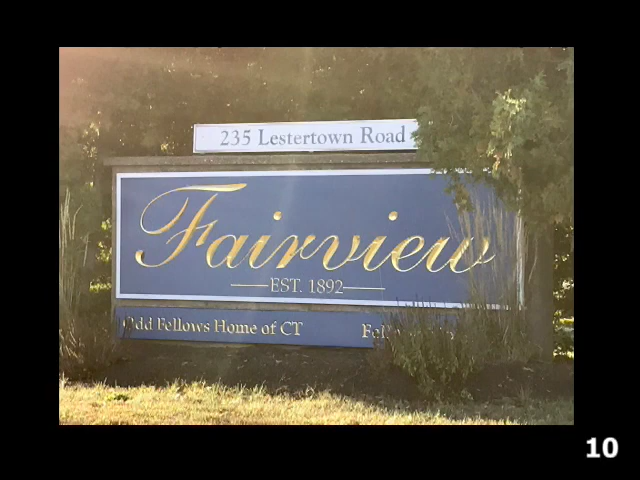 235 Lestertown Road
Fairview
EST. 1892
Odd Fellows Home of CT
10